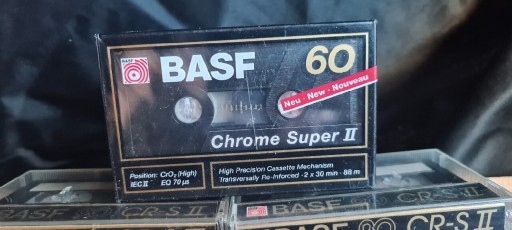 BASF 60
Neu · New · Nouveau
Chrome Super II
Position: CrO₂ (High)
IEC II EQ 70 µs
High Precision Cassette Mechanism
Transversally Re-Inforced · 2 x 30 min · 88 m
BASF CR-S II
BASF 90 CR-S II